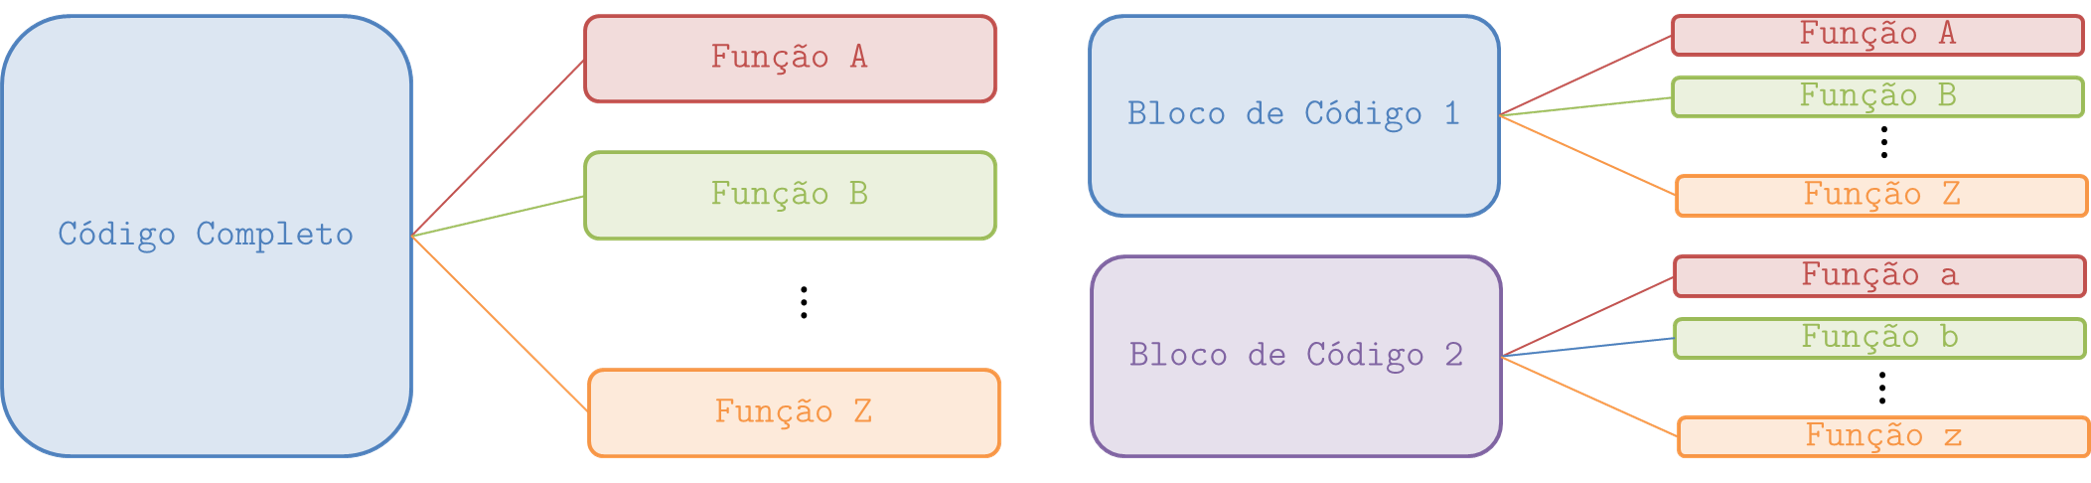 Código Completo
Função A
Função B
Função Z
Bloco de Código 1
Função A
Função B
Função Z
Bloco de Código 2
Função a
Função b
Função z